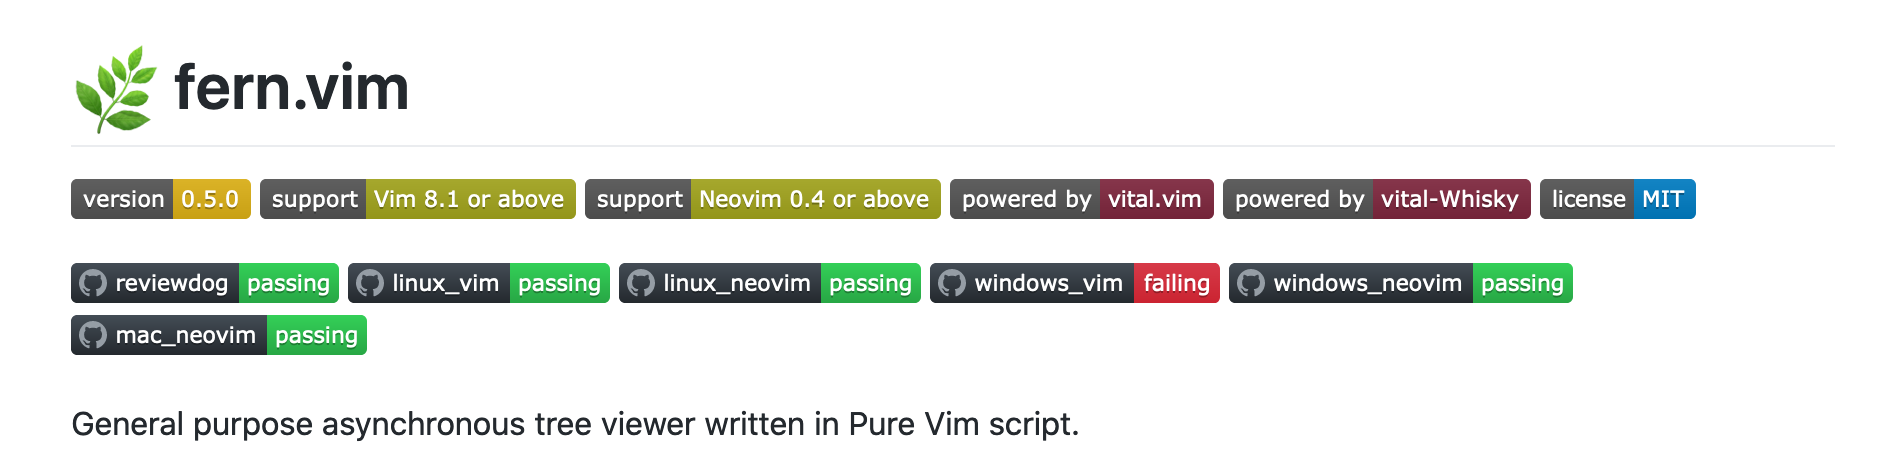 fern.vim
version 0.5.0 support Vim 8.1 or above support Neovim 0.4 or above powered by vital.vim powered by vital-Whisky license MIT
reviewdog passing linux_vim passing linux_neovim passing windows_vim failing windows_neovim passing
mac_neovim passing
General purpose asynchronous tree viewer written in Pure Vim script.